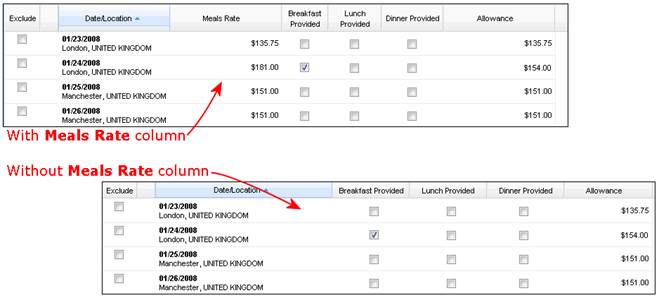 Exclude Date/Location Meals Rate Breakfast Provided Lunch Provided Dinner Provided Allowance
01/23/2008
London, UNITED KINGDOM $135.75 $135.75
01/24/2008
London, UNITED KINGDOM $181.00 $154.00
01/25/2008
Manchester, UNITED KINGDOM $151.00 $151.00
01/26/2008
Manchester, UNITED KINGDOM $151.00 $151.00
With Meals Rate column
Without Meals Rate column
Exclude Date/Location Breakfast Provided Lunch Provided Dinner Provided Allowance
01/23/2008
London, UNITED KINGDOM $135.75
01/24/2008
London, UNITED KINGDOM $154.00
01/25/2008
Manchester, UNITED KINGDOM $151.00
01/26/2008
Manchester, UNITED KINGDOM $151.00